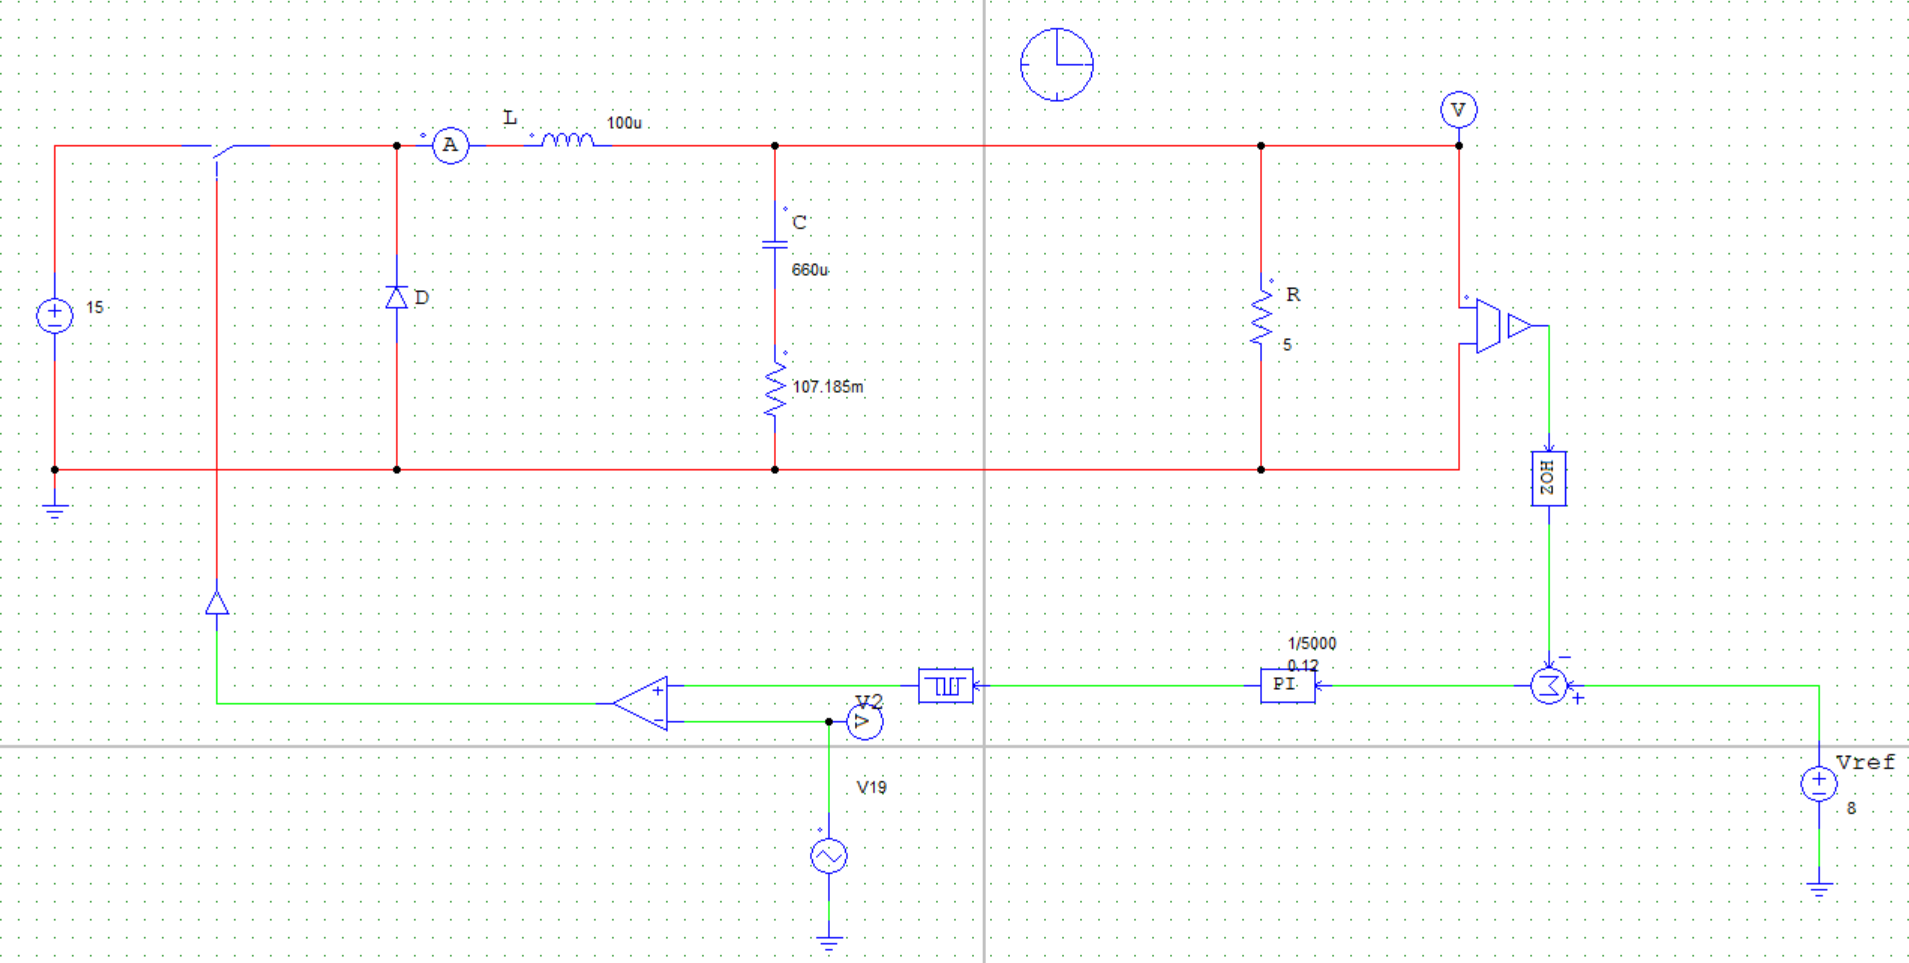 V
L
100u
A
C
660u
R
15
D
5
107.185m
ZOH
1/5000
0.12
PI
Σ
−
+
V2
V
+
−
V19
Vref
8